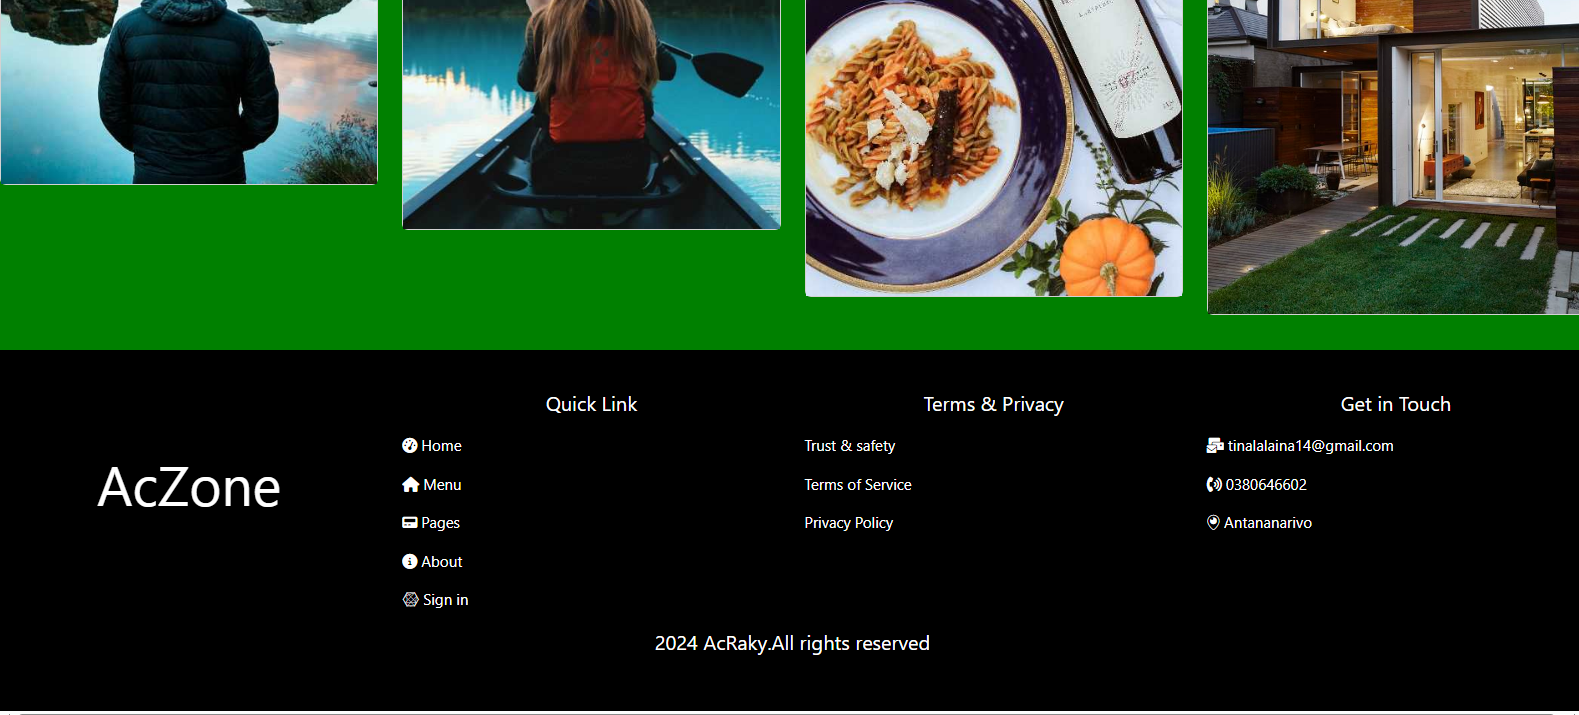 AcZone
Quick Link
Home
Menu
Pages
About
Sign in
Terms & Privacy
Trust & safety
Terms of Service
Privacy Policy
Get in Touch
tinalalaina14@gmail.com
0380646602
Antananarivo
2024 AcRaky.All rights reserved